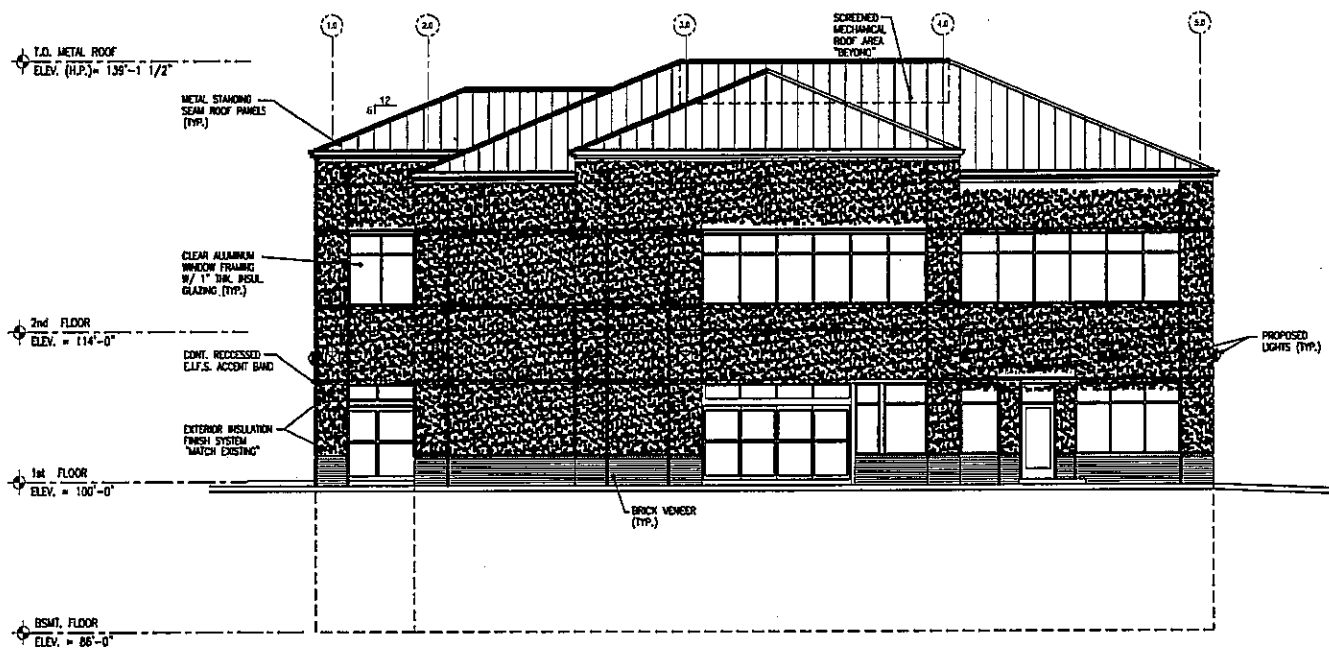 1.0
2.0
3.0
4.0
5.0
SCREENED
MECHANICAL
ROOF AREA
"BEYOND"
T.O. METAL ROOF
ELEV. (H.P.)= 139'-1 1/2"
METAL STANDING
SEAM ROOF PANELS
(TYP.)
12
6
CLEAR ALUMINUM
WINDOW FRAMING
W/ 1" THK. INSUL.
GLAZING (TYP.)
2nd FLOOR
ELEV. = 114'-0"
PROPOSED
LIGHTS (TYP.)
CONT. RECCESSED
E.I.F.S. ACCENT BAND
EXTERIOR INSULATION
FINISH SYSTEM
"MATCH EXISTING"
1st FLOOR
ELEV. = 100'-0"
BRICK VENEER
(TYP.)
BSMT. FLOOR
ELEV. = 86'-0"